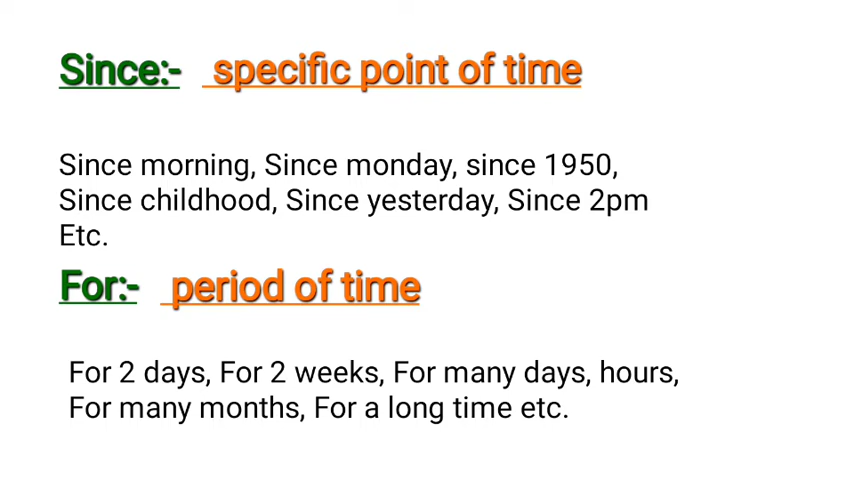 Since:- specific point of time
Since morning, Since monday, since 1950,
Since childhood, Since yesterday, Since 2pm
Etc.
For:- period of time
For 2 days, For 2 weeks, For many days, hours,
For many months, For a long time etc.